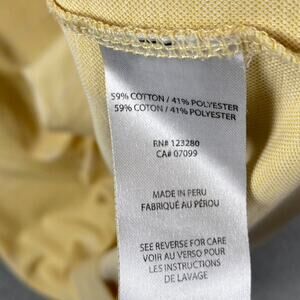 59% COTTON / 41% POLYESTER
59% COTON / 41% POLYESTER
RN# 123280
CA# 07099
MADE IN PERU
FABRIQUÉ AU PÉROU
SEE REVERSE FOR CARE
VOIR AU VERSO POUR
LES INSTRUCTIONS
DE LAVAGE